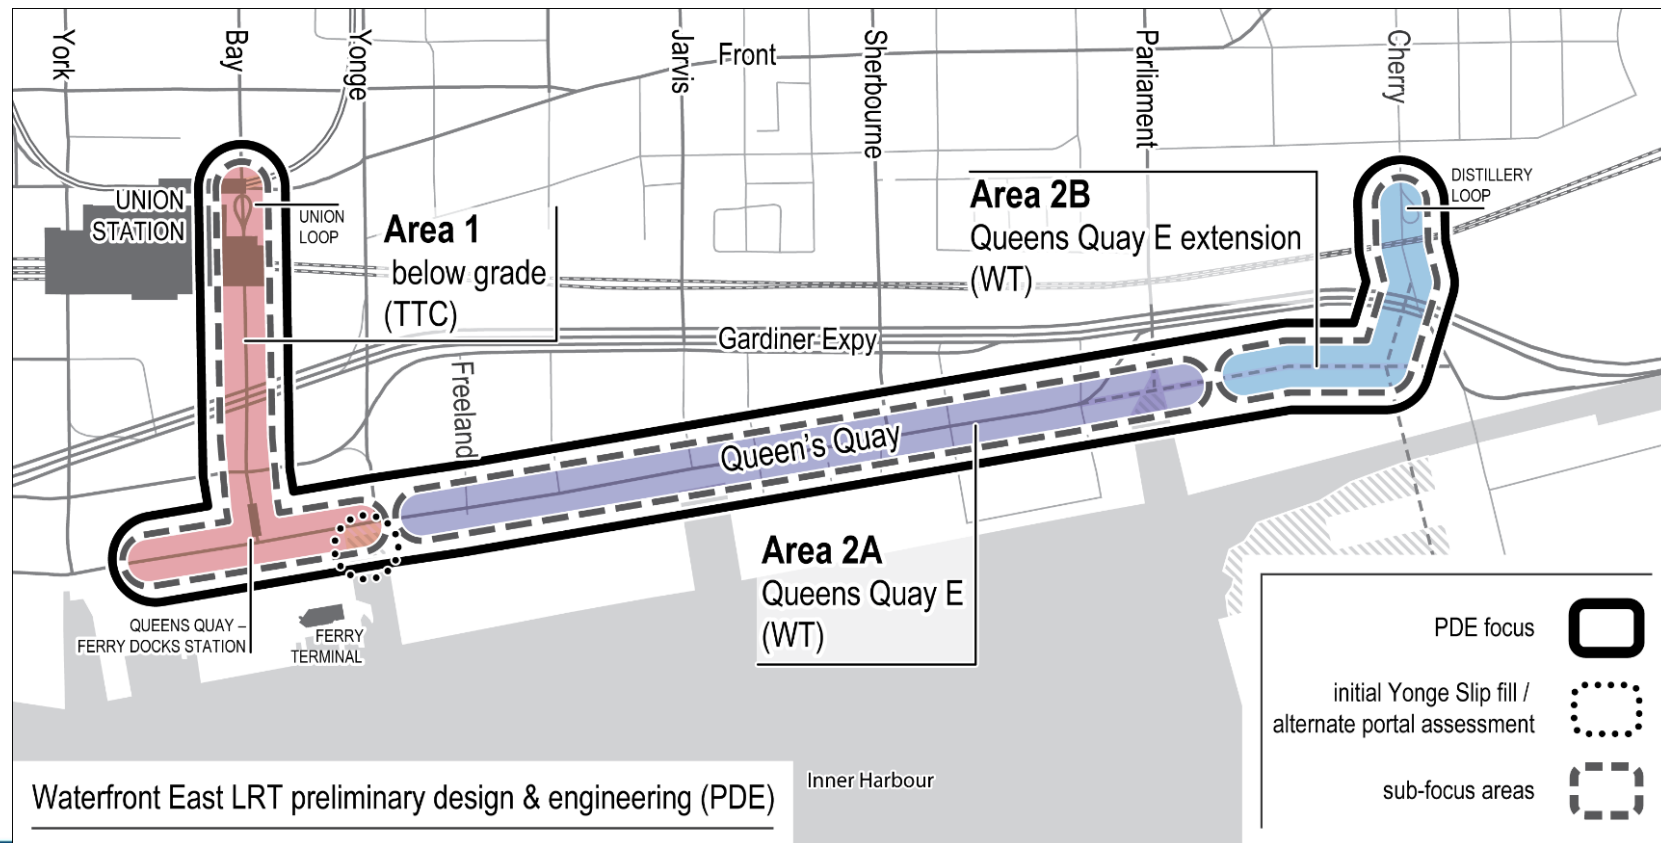 York
Bay
Yonge
Jarvis
Front
Sherbourne
Parliament
Cherry
UNION
STATION
UNION
LOOP
Area 1
below grade
(TTC)
Area 2B
Queens Quay E extension
(WT)
DISTILLERY
LOOP
Gardiner Expy
Freeland
Queen's Quay
Area 2A
Queens Quay E
(WT)
QUEENS QUAY –
FERRY DOCKS STATION
FERRY
TERMINAL
PDE focus
initial Yonge Slip fill /
alternate portal assessment
sub-focus areas
Inner Harbour
Waterfront East LRT preliminary design & engineering (PDE)